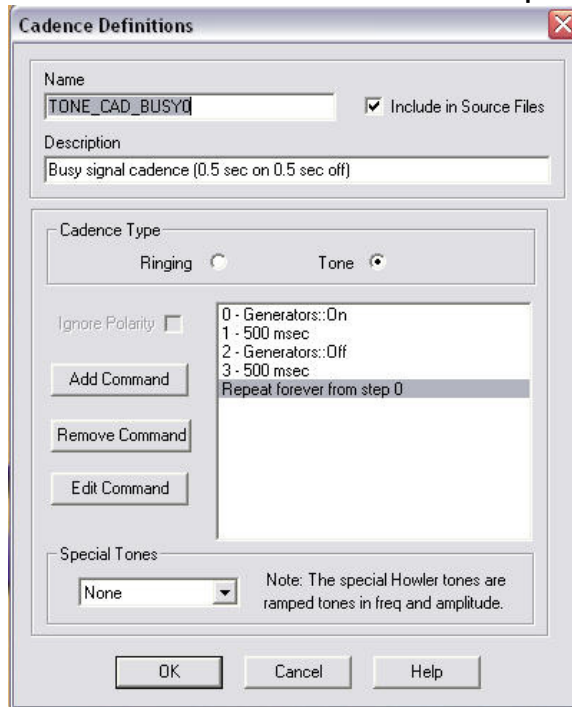 Cadence Definitions
Name
TONE_CAD_BUSY0
Include in Source Files
Description
Busy signal cadence (0.5 sec on 0.5 sec off)
Cadence Type
Ringing
Tone
Ignore Polarity
0 - Generators::On
1 - 500 msec
2 - Generators::Off
3 - 500 msec
Repeat forever from step 0
Add Command
Remove Command
Edit Command
Special Tones
None
Note: The special Howler tones are
ramped tones in freq and amplitude.
OK
Cancel
Help